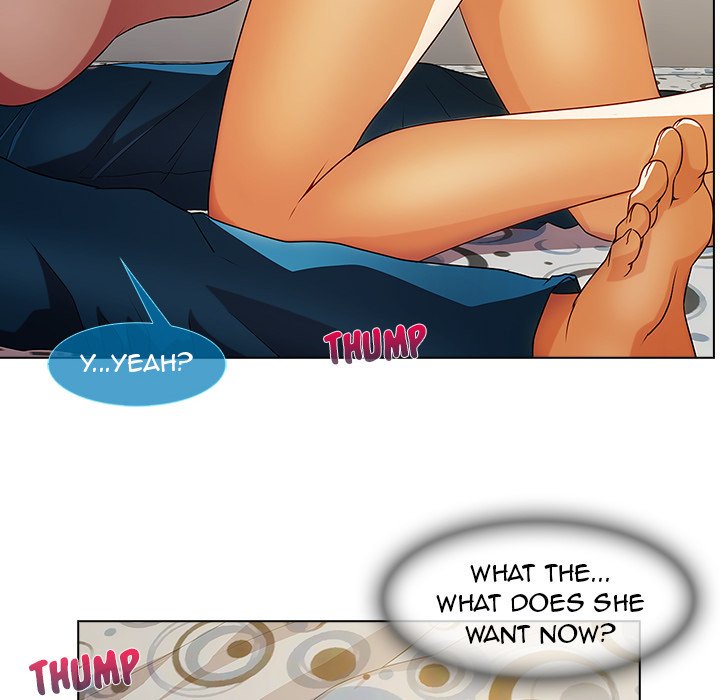 THUMP
Y...YEAH?
WHAT THE...
WHAT DOES SHE
WANT NOW?
THUMP